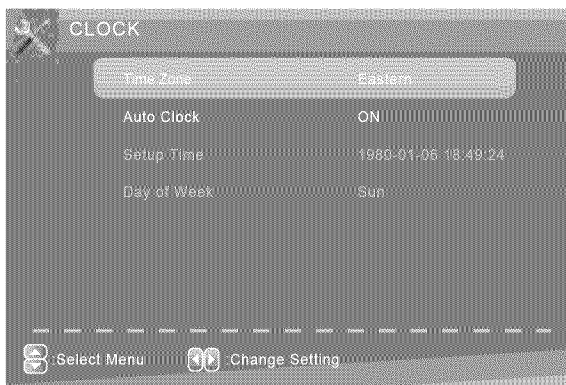 CLOCK
Time Zone Eastern
Auto Clock ON
Setup Time 1980-01-06 18:49:24
Day of Week Sun
:Select Menu :Change Setting